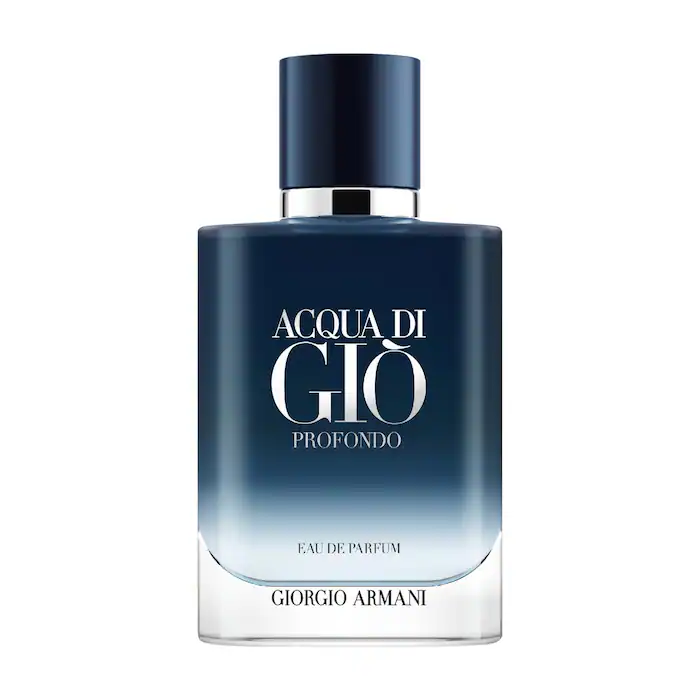 ACQUA DI
GIÒ
PROFONDO
EAU DE PARFUM
GIORGIO ARMANI